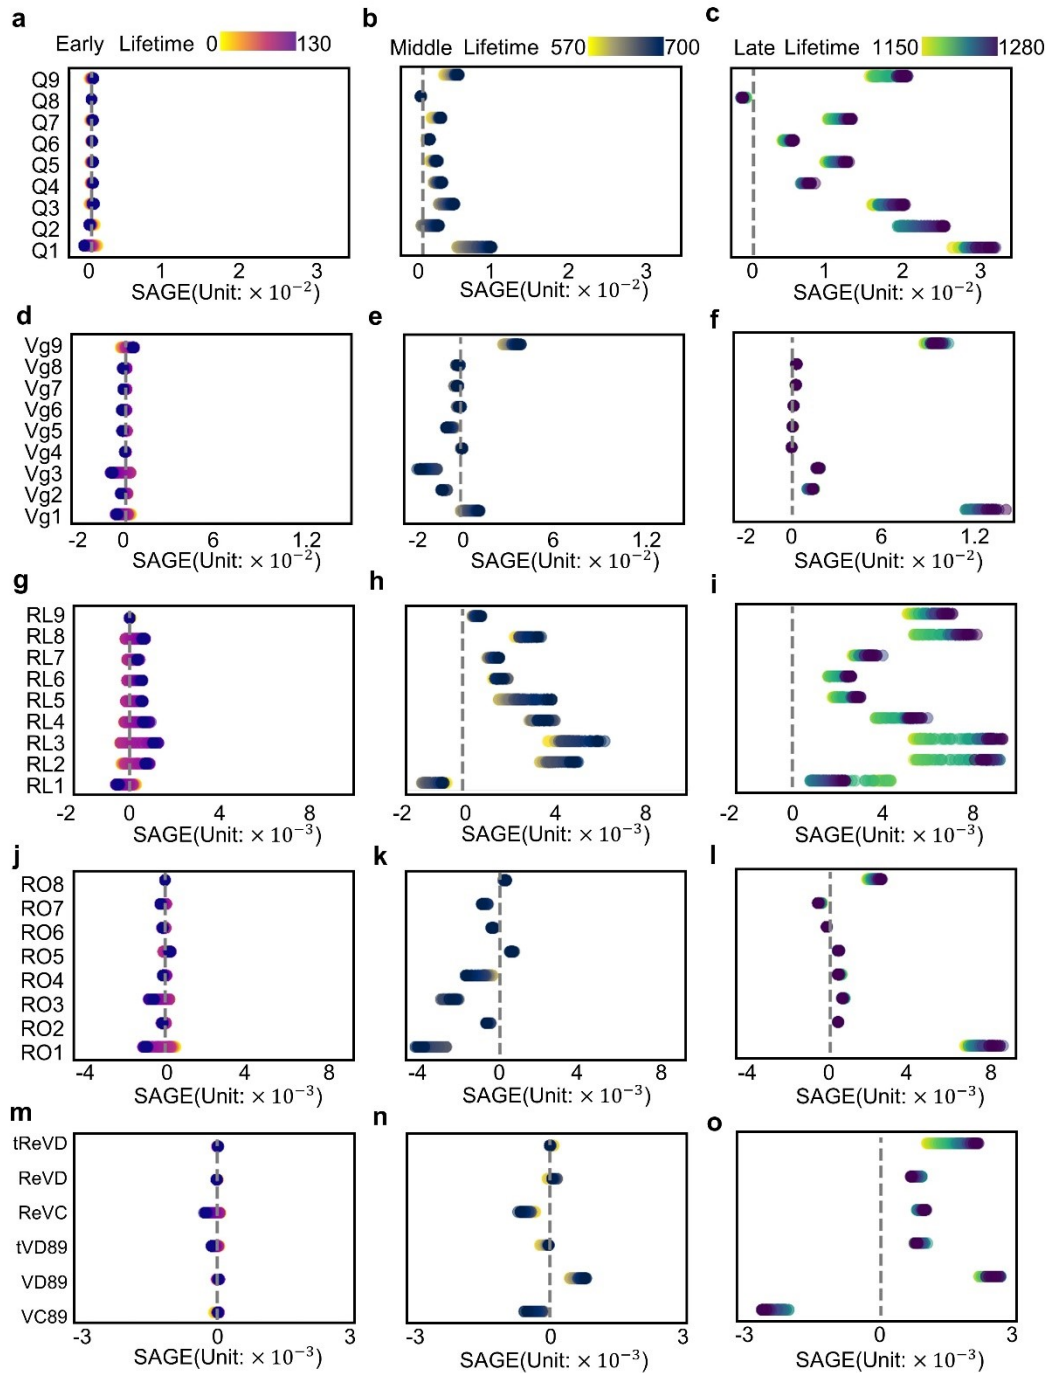 a
b
c
Early Lifetime 0 130
Middle Lifetime 570 700
Late Lifetime 1150 1280
Q9
Q8
Q7
Q6
Q5
Q4
Q3
Q2
Q1
0 1 2 3
0 1 2 3
0 1 2 3
SAGE(Unit: × 10⁻²)
SAGE(Unit: × 10⁻²)
SAGE(Unit: × 10⁻²)
d
e
f
Vg9
Vg8
Vg7
Vg6
Vg5
Vg4
Vg3
Vg2
Vg1
-2 0 6 1.2
-2 0 6 1.2
-2 0 6 1.2
SAGE(Unit: × 10⁻²)
SAGE(Unit: × 10⁻²)
SAGE(Unit: × 10⁻²)
g
h
i
RL9
RL8
RL7
RL6
RL5
RL4
RL3
RL2
RL1
-2 0 4 8
-2 0 4 8
-2 0 4 8
SAGE(Unit: × 10⁻³)
SAGE(Unit: × 10⁻³)
SAGE(Unit: × 10⁻³)
j
k
l
RO8
RO7
RO6
RO5
RO4
RO3
RO2
RO1
-4 0 4 8
-4 0 4 8
-4 0 4 8
SAGE(Unit: × 10⁻³)
SAGE(Unit: × 10⁻³)
SAGE(Unit: × 10⁻³)
m
n
o
tReVD
ReVD
ReVC
tVD89
VD89
VC89
-3 0 3
-3 0 3
-3 0 3
SAGE(Unit: × 10⁻³)
SAGE(Unit: × 10⁻³)
SAGE(Unit: × 10⁻³)